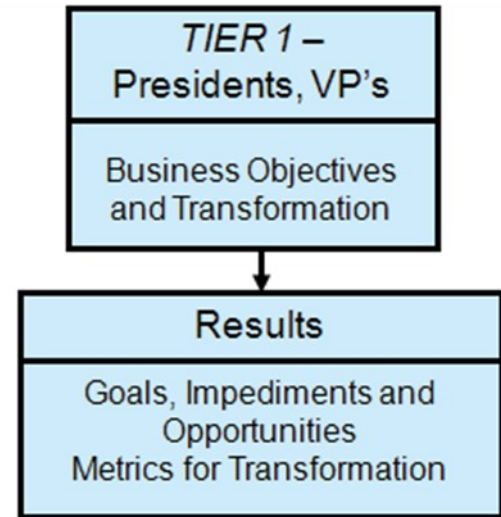 TIER 1 –
Presidents, VP's
Business Objectives
and Transformation
Results
Goals, Impediments and
Opportunities
Metrics for Transformation